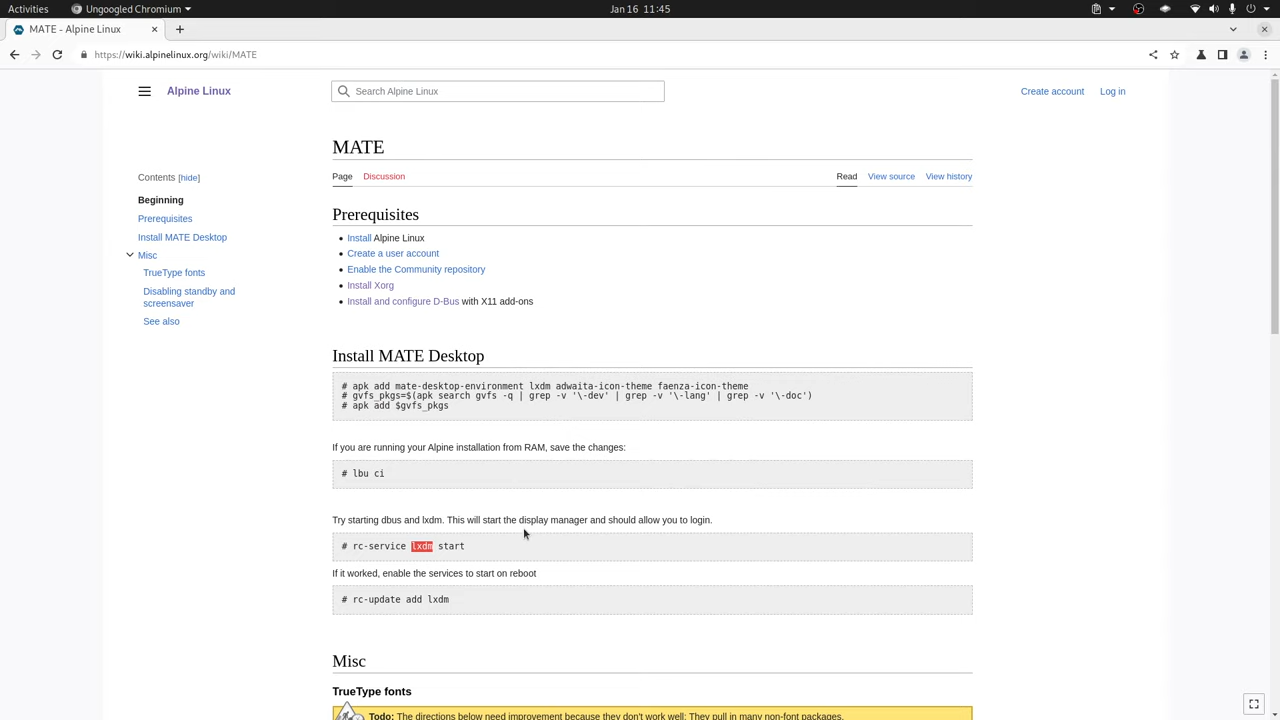 Activities
Ungoogled Chromium
Jan 16 11:45
MATE - Alpine Linux
https://wiki.alpinelinux.org/wiki/MATE
Alpine Linux
Search Alpine Linux
Create account
Log in
MATE
Contents [hide]
Page
Discussion
Read
View source
View history
Beginning
Prerequisites
Install MATE Desktop
Misc
TrueType fonts
Disabling standby and
screensaver
See also
Prerequisites
Install Alpine Linux
Create a user account
Enable the Community repository
Install Xorg
Install and configure D-Bus with X11 add-ons
Install MATE Desktop
# apk add mate-desktop-environment lxdm adwaita-icon-theme faenza-icon-theme
# gvfs_pkgs=$(apk search gvfs -q | grep -v '\-dev' | grep -v '\-lang' | grep -v '\-doc')
# apk add $gvfs_pkgs
If you are running your Alpine installation from RAM, save the changes:
# lbu ci
Try starting dbus and lxdm. This will start the display manager and should allow you to login.
# rc-service lxdm start
If it worked, enable the services to start on reboot
# rc-update add lxdm
Misc
TrueType fonts
Todo: The directions below need improvement because they don't work well: They pull in many non-font packages.